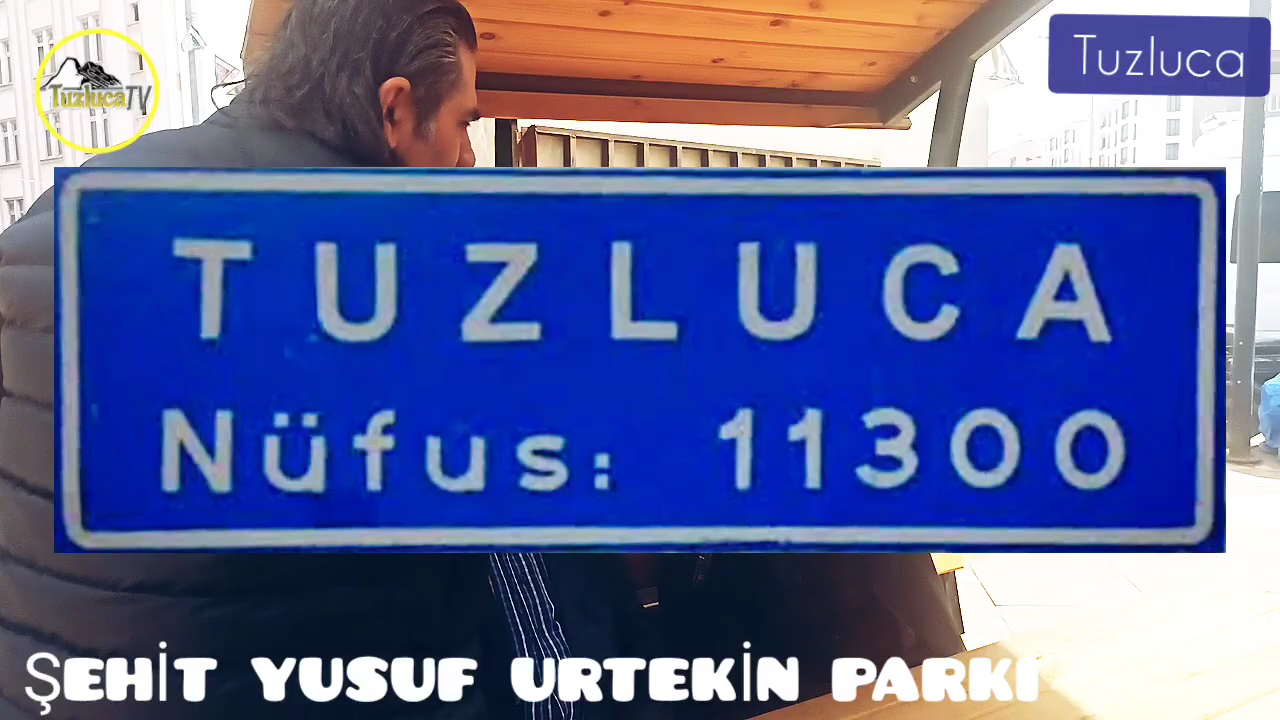 TuzlucaTV
Tuzluca
TUZLUCA
Nüfus: 11300
ŞEHİT YUSUF URTEKİN PARKI